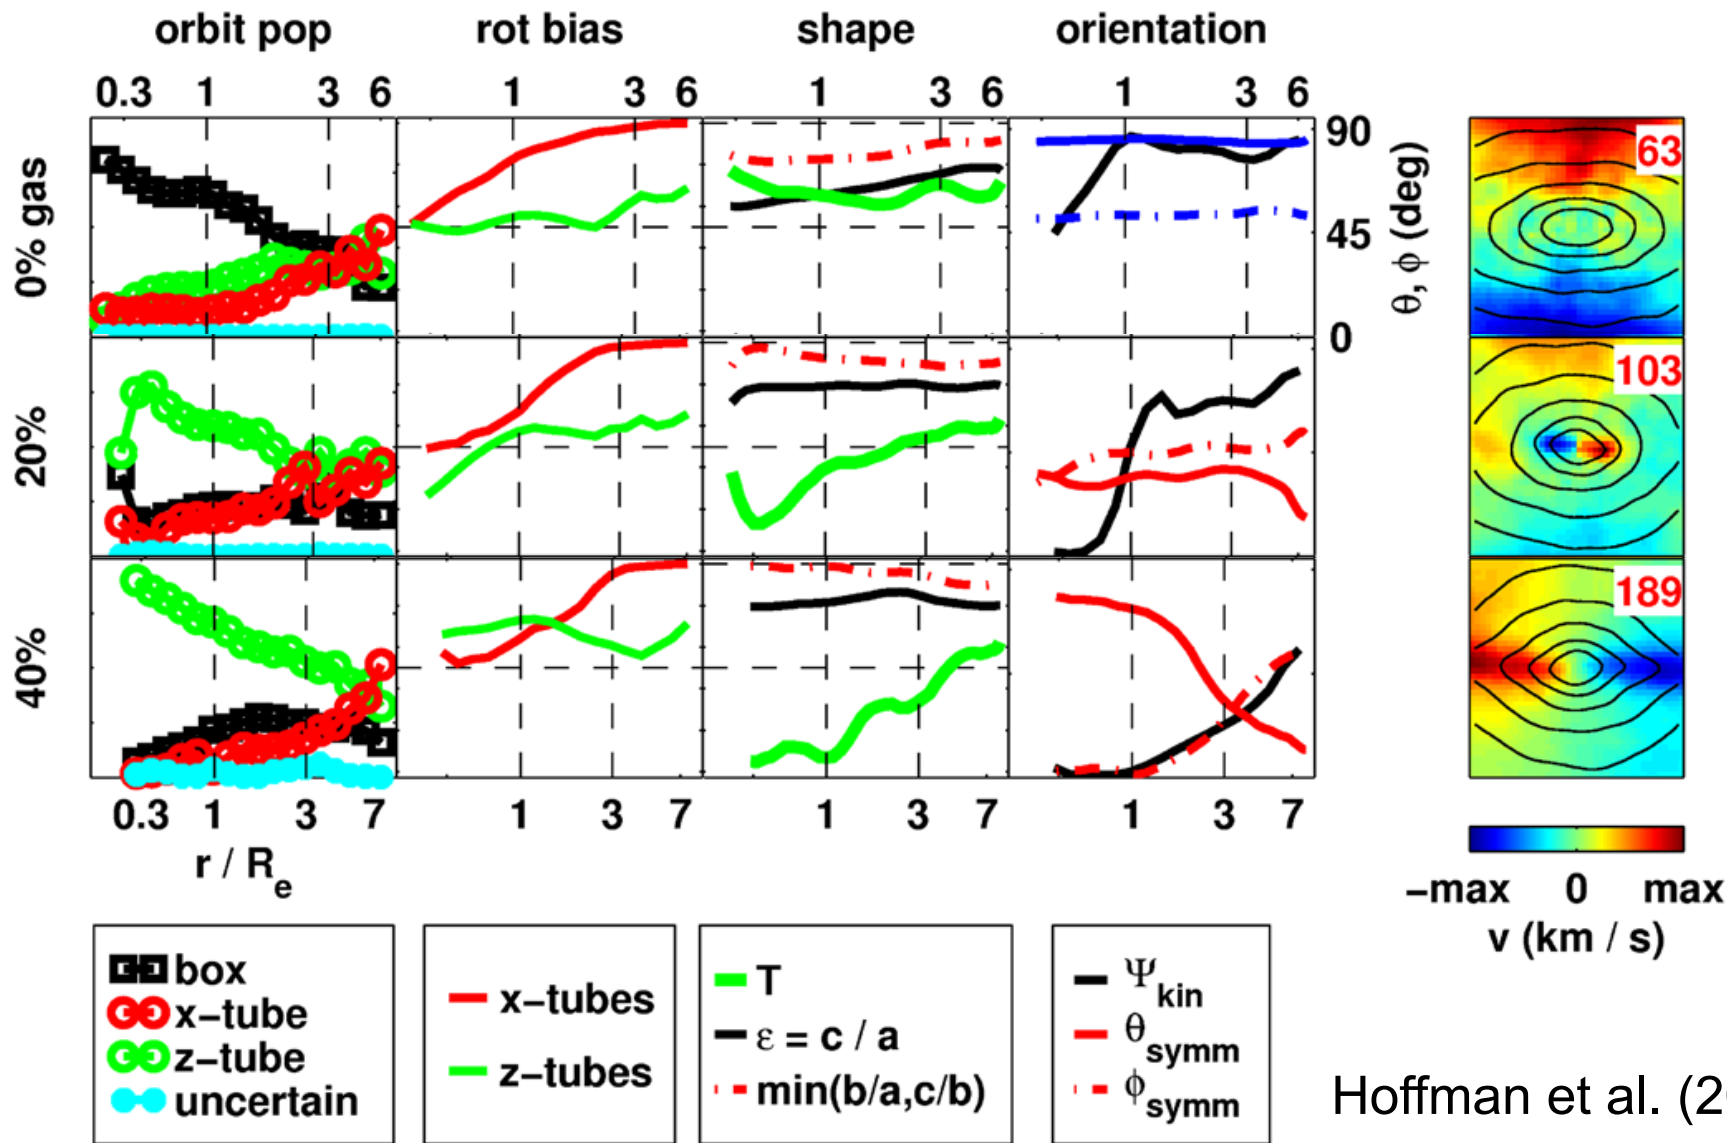 orbit pop rot bias shape orientation
0.3 1 3 6 1 3 6 1 3 6 1 3 6
0% gas
90
45
0
θ, ϕ (deg)
63
20%
103
40%
189
0.3 1 3 7 1 3 7 1 3 7 1 3 7
r / Re
−max 0 max
v (km / s)
box
x−tube
z−tube
uncertain
x−tubes
z−tubes
T
ε = c / a
min(b/a,c/b)
Ψkin
θsymm
ϕsymm
Hoffman et al. (2